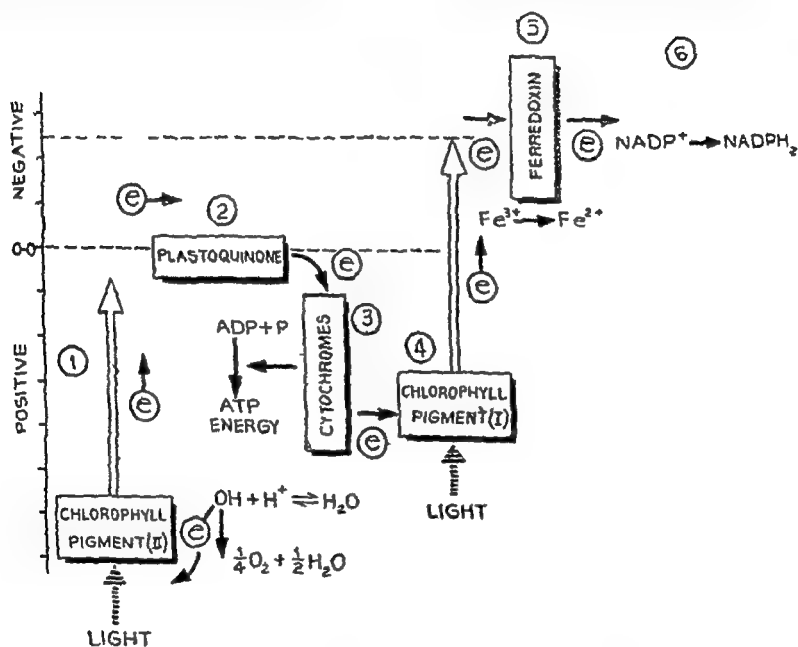 5
6
NEGATIVE
FERREDOXIN
e
e
NADP⁺ → NADPH₂
e
2
Fe³⁺ → Fe²⁺
0-0
PLASTOQUINONE
e
e
3
ADP + P
CYTOCHROMES
4
1
POSITIVE
e
ATP
ENERGY
CHLOROPHYLL
PIGMENT (I)
e
LIGHT
CHLOROPHYLL
PIGMENT (II)
e
OH + H⁺ ⇌ H₂O
¼O₂ + ½H₂O
LIGHT